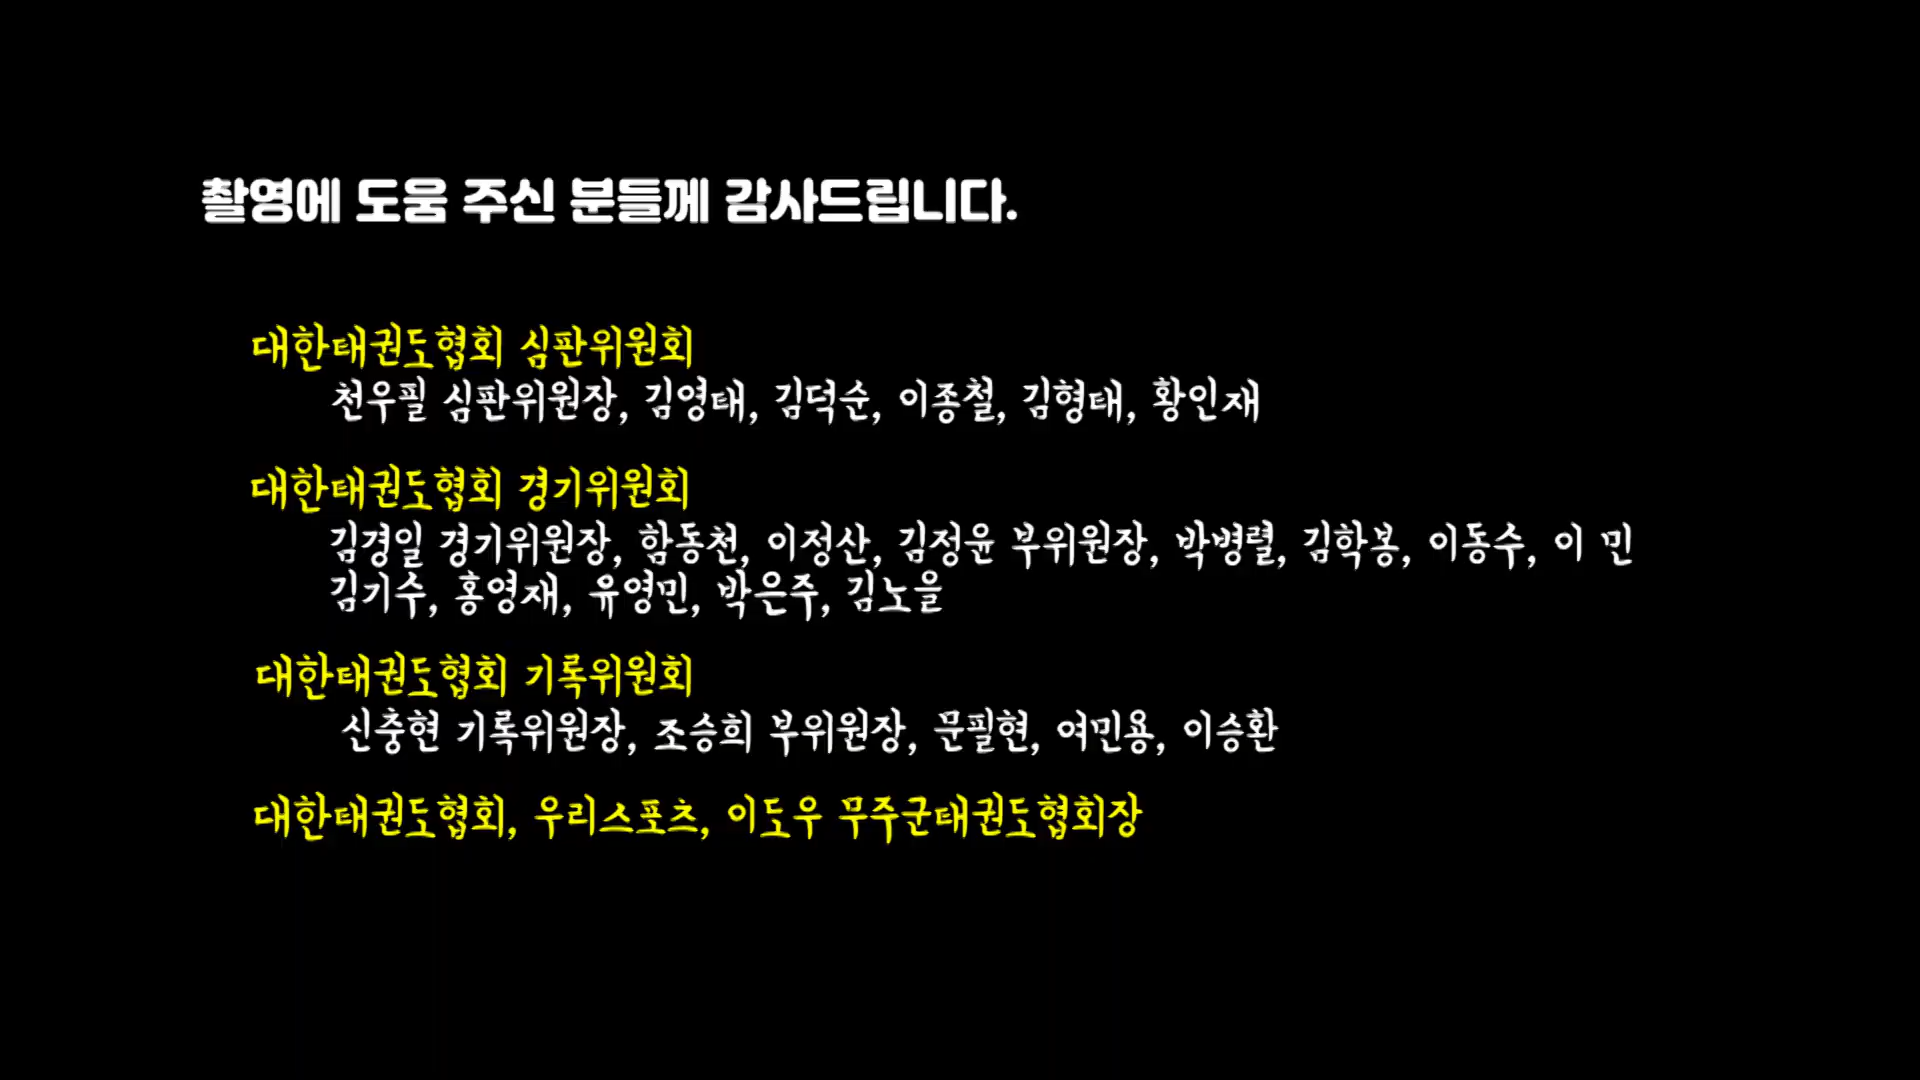 촬영에 도움 주신 분들께 감사드립니다.
대한태권도협회 심판위원회
천우필 심판위원장, 김영태, 김덕순, 이종철, 김형태, 황인재
대한태권도협회 경기위원회
김경일 경기위원장, 함동천, 이정산, 김정윤 부위원장, 박병렬, 김학봉, 이동수, 이 민
김기수, 홍영재, 유영민, 박은주, 김노을
대한태권도협회 기록위원회
신충현 기록위원장, 조승희 부위원장, 문필현, 여민용, 이승환
대한태권도협회, 우리스포츠, 이도우 무주군태권도협회장